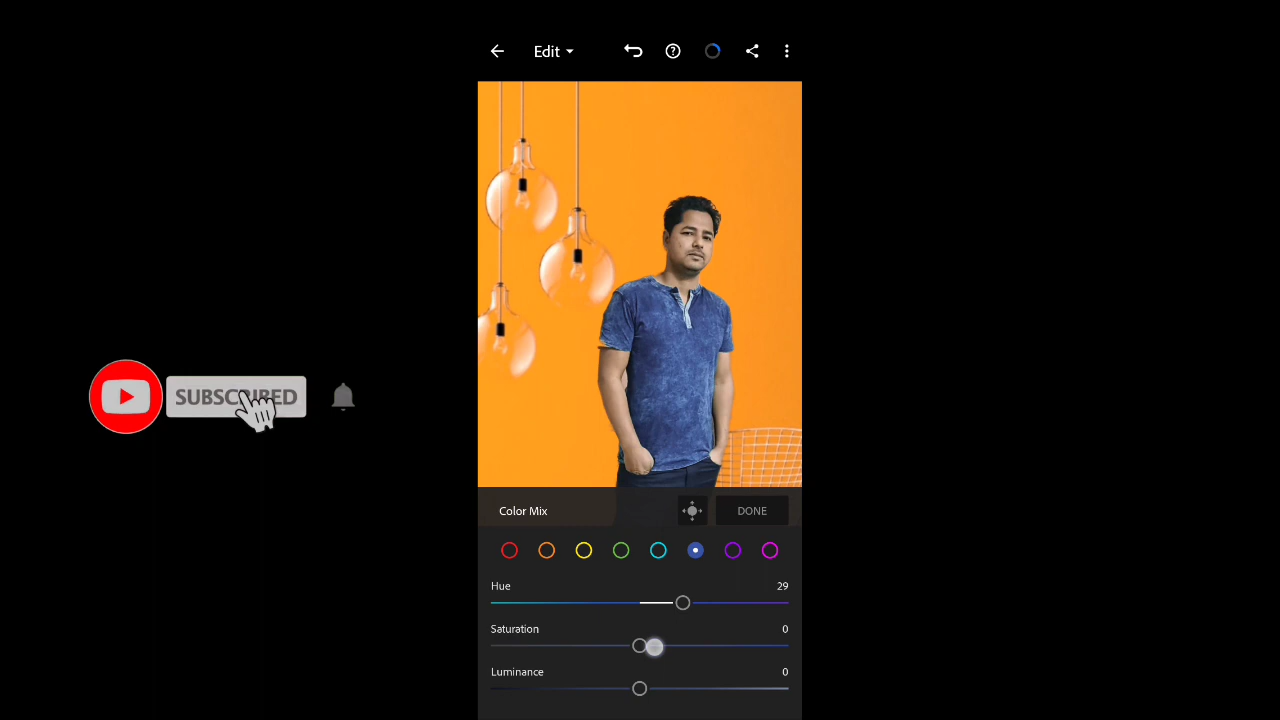 Edit
SUBSCRIBED
Color Mix
DONE
Hue 29
Saturation 0
Luminance 0